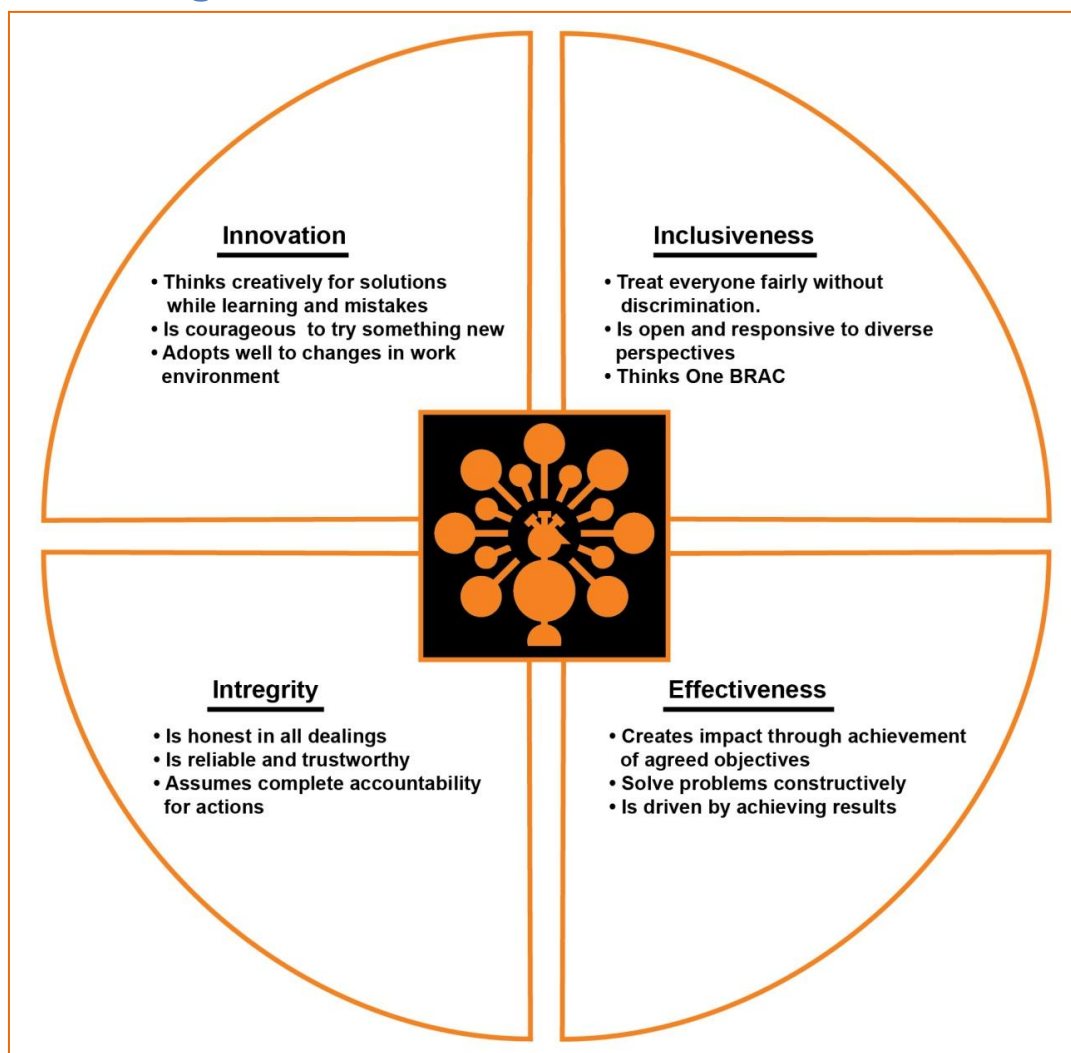 Innovation
• Thinks creatively for solutions
while learning and mistakes
• Is courageous to try something new
• Adopts well to changes in work
environment
Inclusiveness
• Treat everyone fairly without
discrimination.
• Is open and responsive to diverse
perspectives
• Thinks One BRAC
Intregrity
• Is honest in all dealings
• Is reliable and trustworthy
• Assumes complete accountability
for actions
Effectiveness
• Creates impact through achievement
of agreed objectives
• Solve problems constructively
• Is driven by achieving results